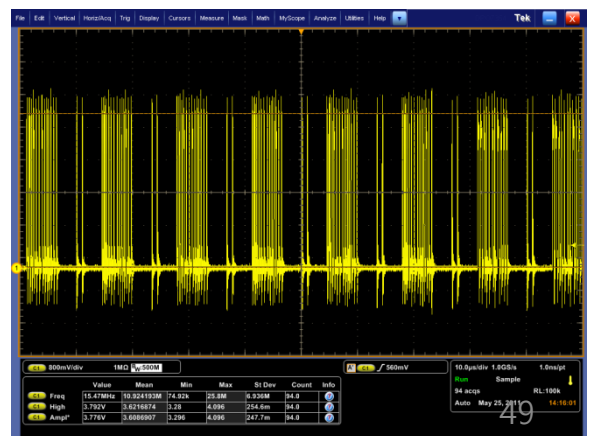 File Edit Vertical Horiz/Acq Trig Display Cursors Measure Mask Math MyScope Analyze Utilities Help Tek X
C1 800mV/div 1MΩ BW:500M
A' C1 560mV
10.0µs/div 1.0GS/s 1.0ns/pt
Run Sample
94 acqs RL:100k
Auto May 25, 2011 14:16:01
Value Mean Min Max St Dev Count Info
C1 Freq 15.47MHz 10.924193M 74.92k 25.8M 6.936M 94.0
C1 High 3.792V 3.6216874 3.28 4.096 254.6m 94.0
C1 Ampl* 3.776V 3.6086907 3.296 4.096 247.7m 94.0
49